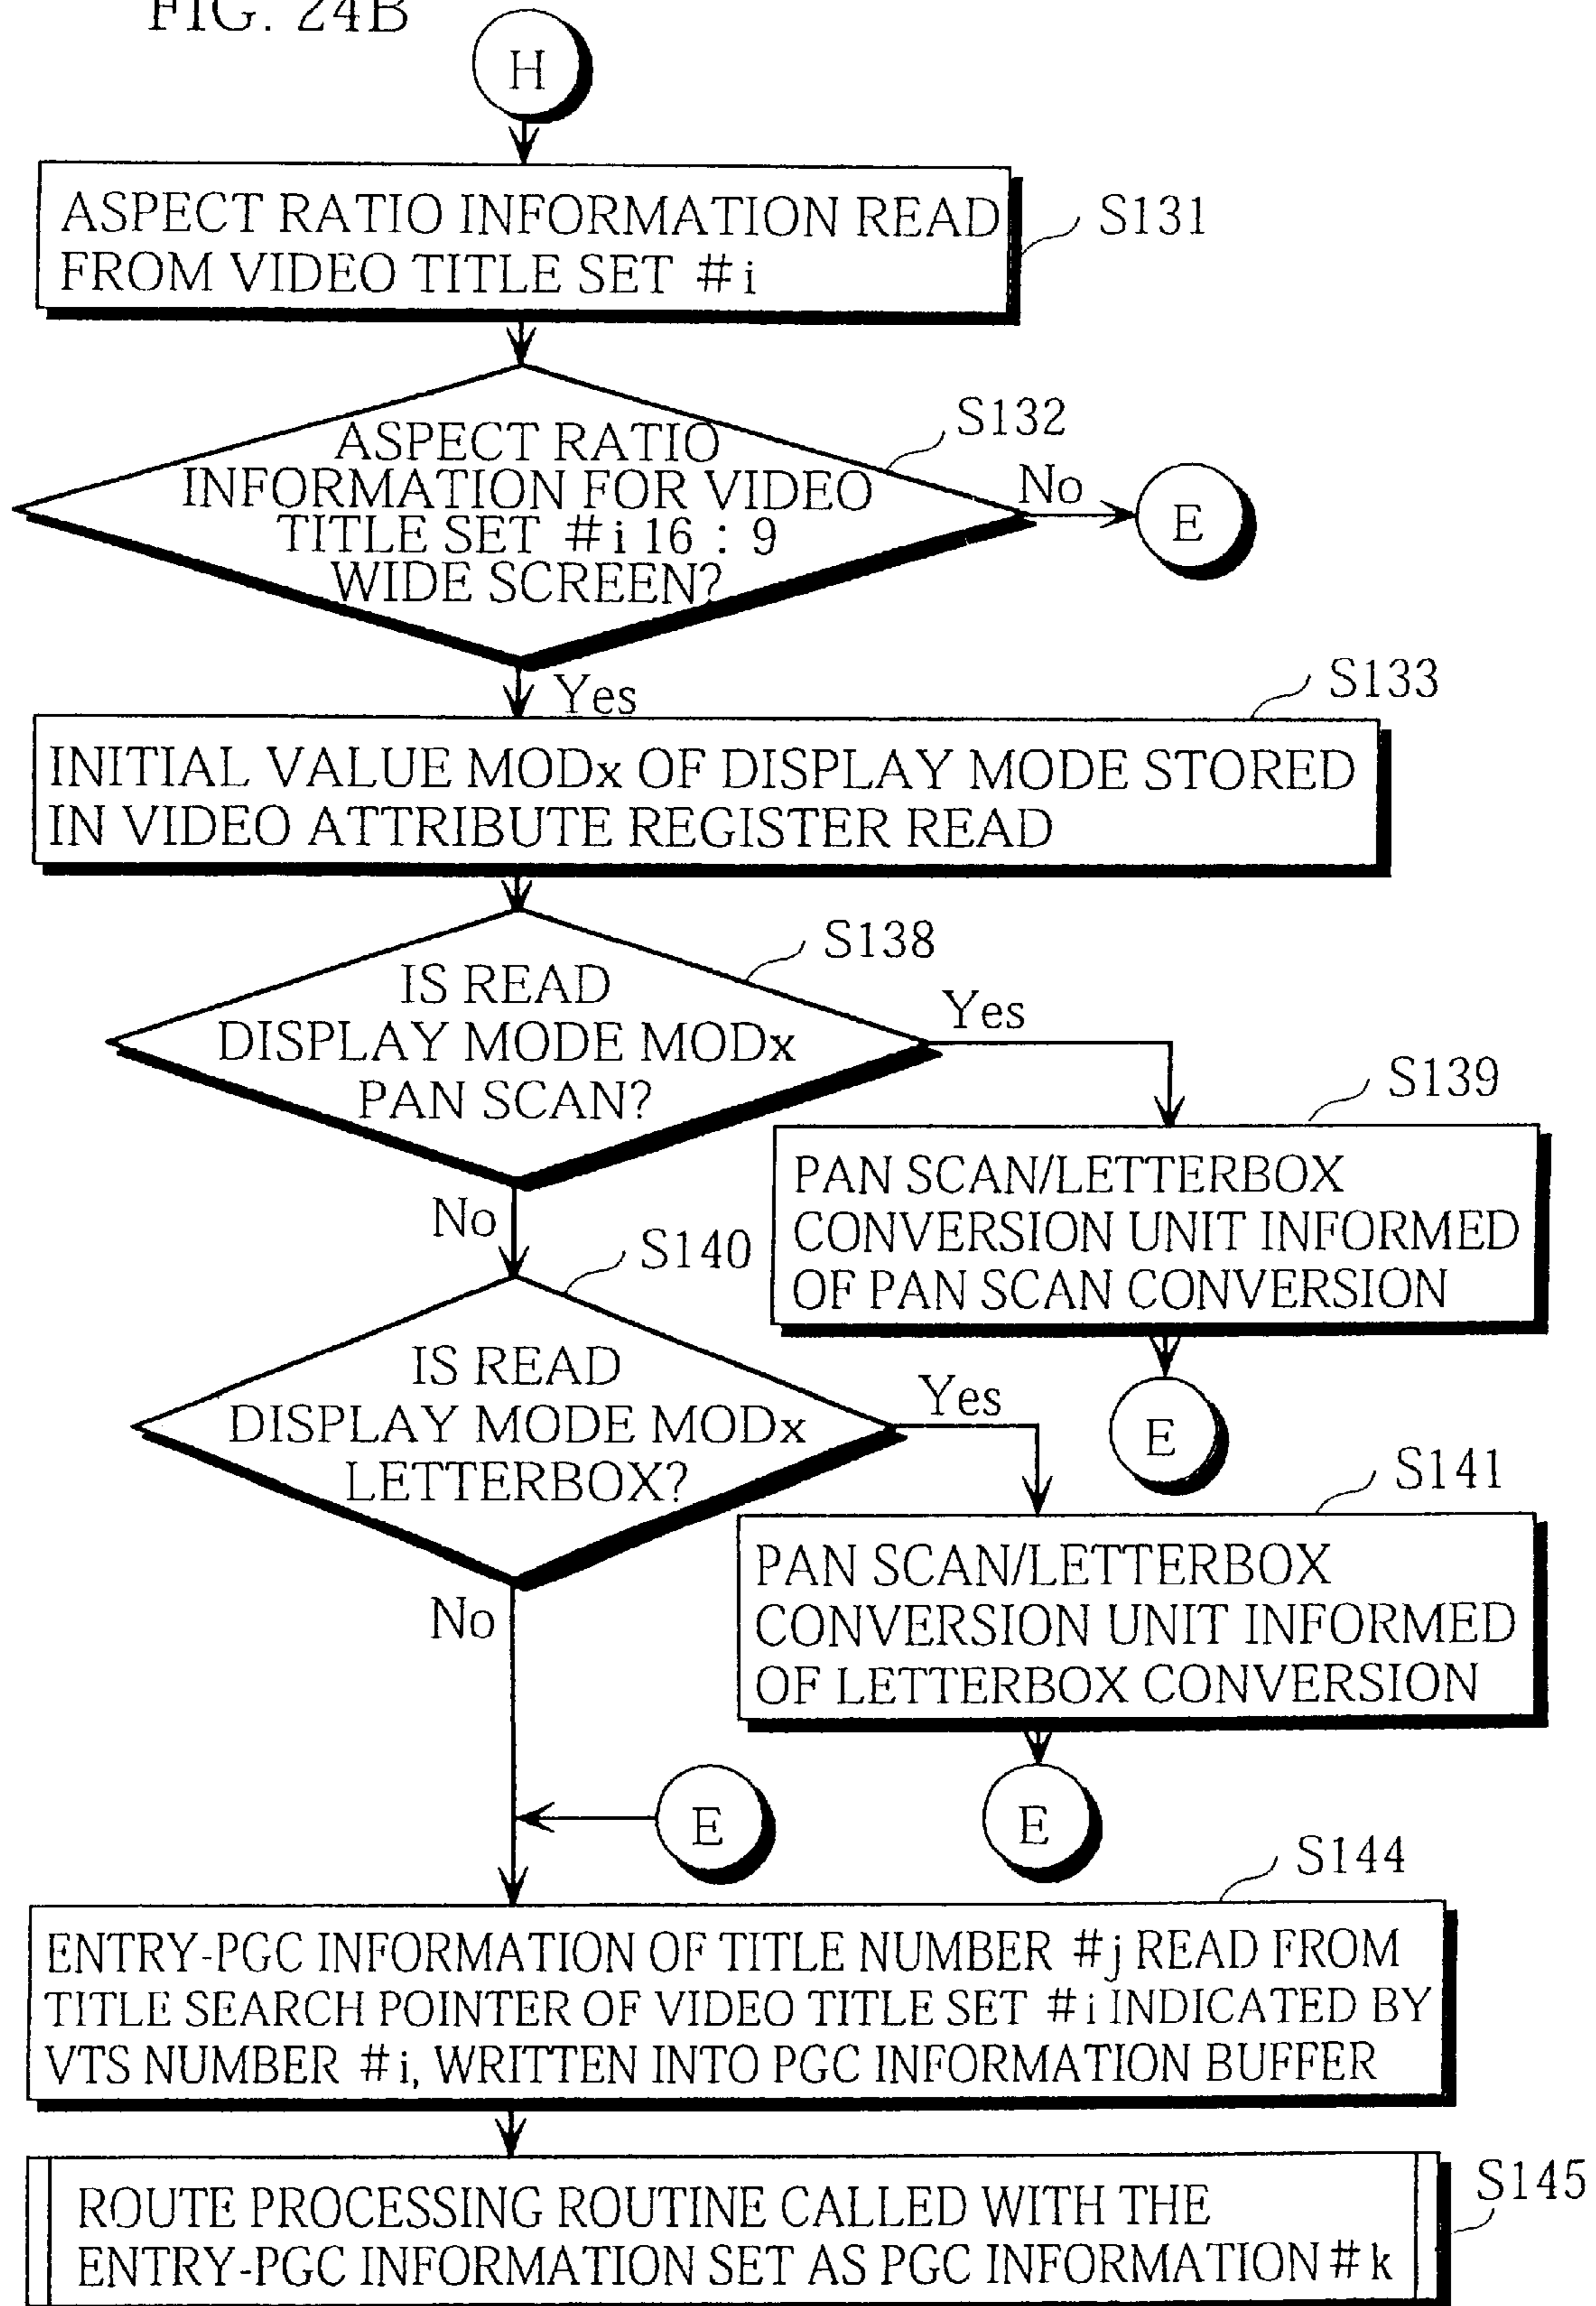 FIG. 24B
H
ASPECT RATIO INFORMATION READ
FROM VIDEO TITLE SET #i
S131
ASPECT RATIO
INFORMATION FOR VIDEO
TITLE SET #i 16 : 9
WIDE SCREEN?
S132
No
E
Yes
S133
INITIAL VALUE MODx OF DISPLAY MODE STORED
IN VIDEO ATTRIBUTE REGISTER READ
IS READ
DISPLAY MODE MODx
PAN SCAN?
S138
Yes
S139
PAN SCAN/LETTERBOX
CONVERSION UNIT INFORMED
OF PAN SCAN CONVERSION
E
No
S140
IS READ
DISPLAY MODE MODx
LETTERBOX?
Yes
S141
PAN SCAN/LETTERBOX
CONVERSION UNIT INFORMED
OF LETTERBOX CONVERSION
No
E
E
S144
ENTRY-PGC INFORMATION OF TITLE NUMBER #j READ FROM
TITLE SEARCH POINTER OF VIDEO TITLE SET #i INDICATED BY
VTS NUMBER #i, WRITTEN INTO PGC INFORMATION BUFFER
S145
ROUTE PROCESSING ROUTINE CALLED WITH THE
ENTRY-PGC INFORMATION SET AS PGC INFORMATION #k